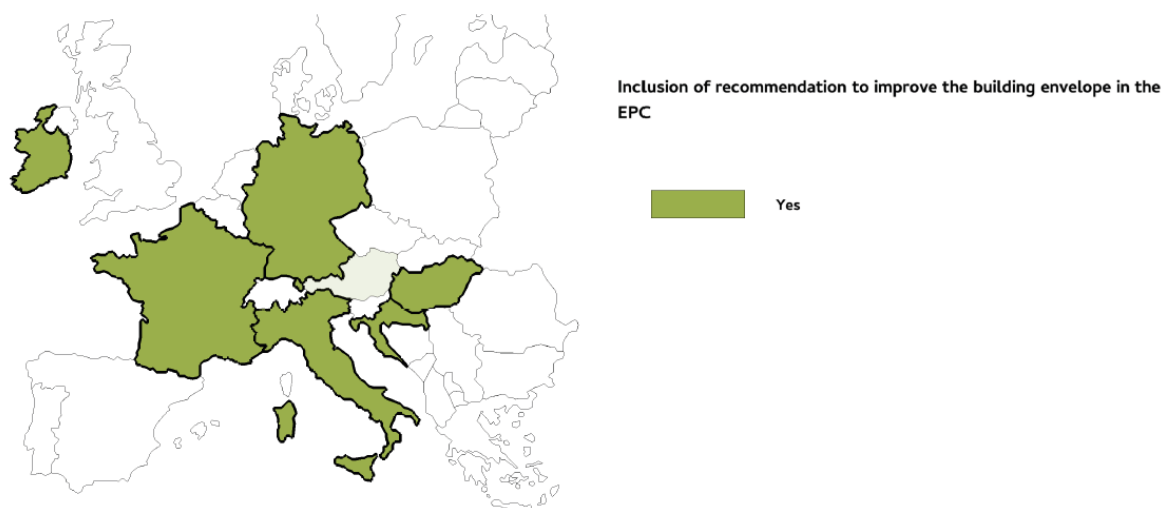 Inclusion of recommendation to improve the building envelope in the
EPC
Yes